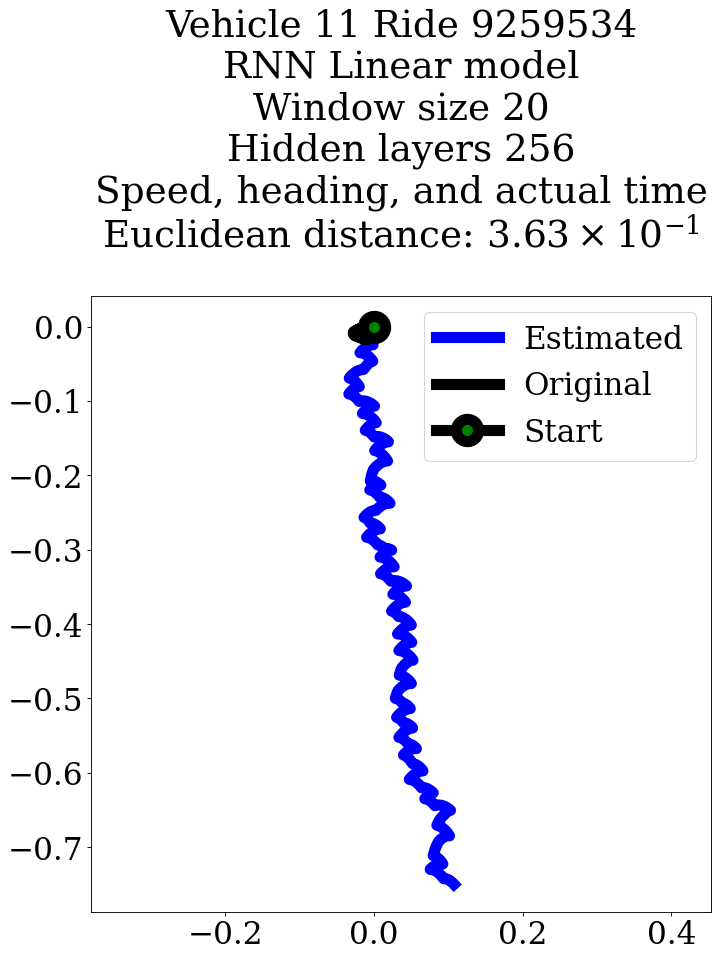 Vehicle 11 Ride 9259534
RNN Linear model
Window size 20
Hidden layers 256
Speed, heading, and actual time
Euclidean distance: 3.63 × 10⁻¹
Estimated
Original
Start
0.0
−0.1
−0.2
−0.3
−0.4
−0.5
−0.6
−0.7
−0.2 0.0 0.2 0.4